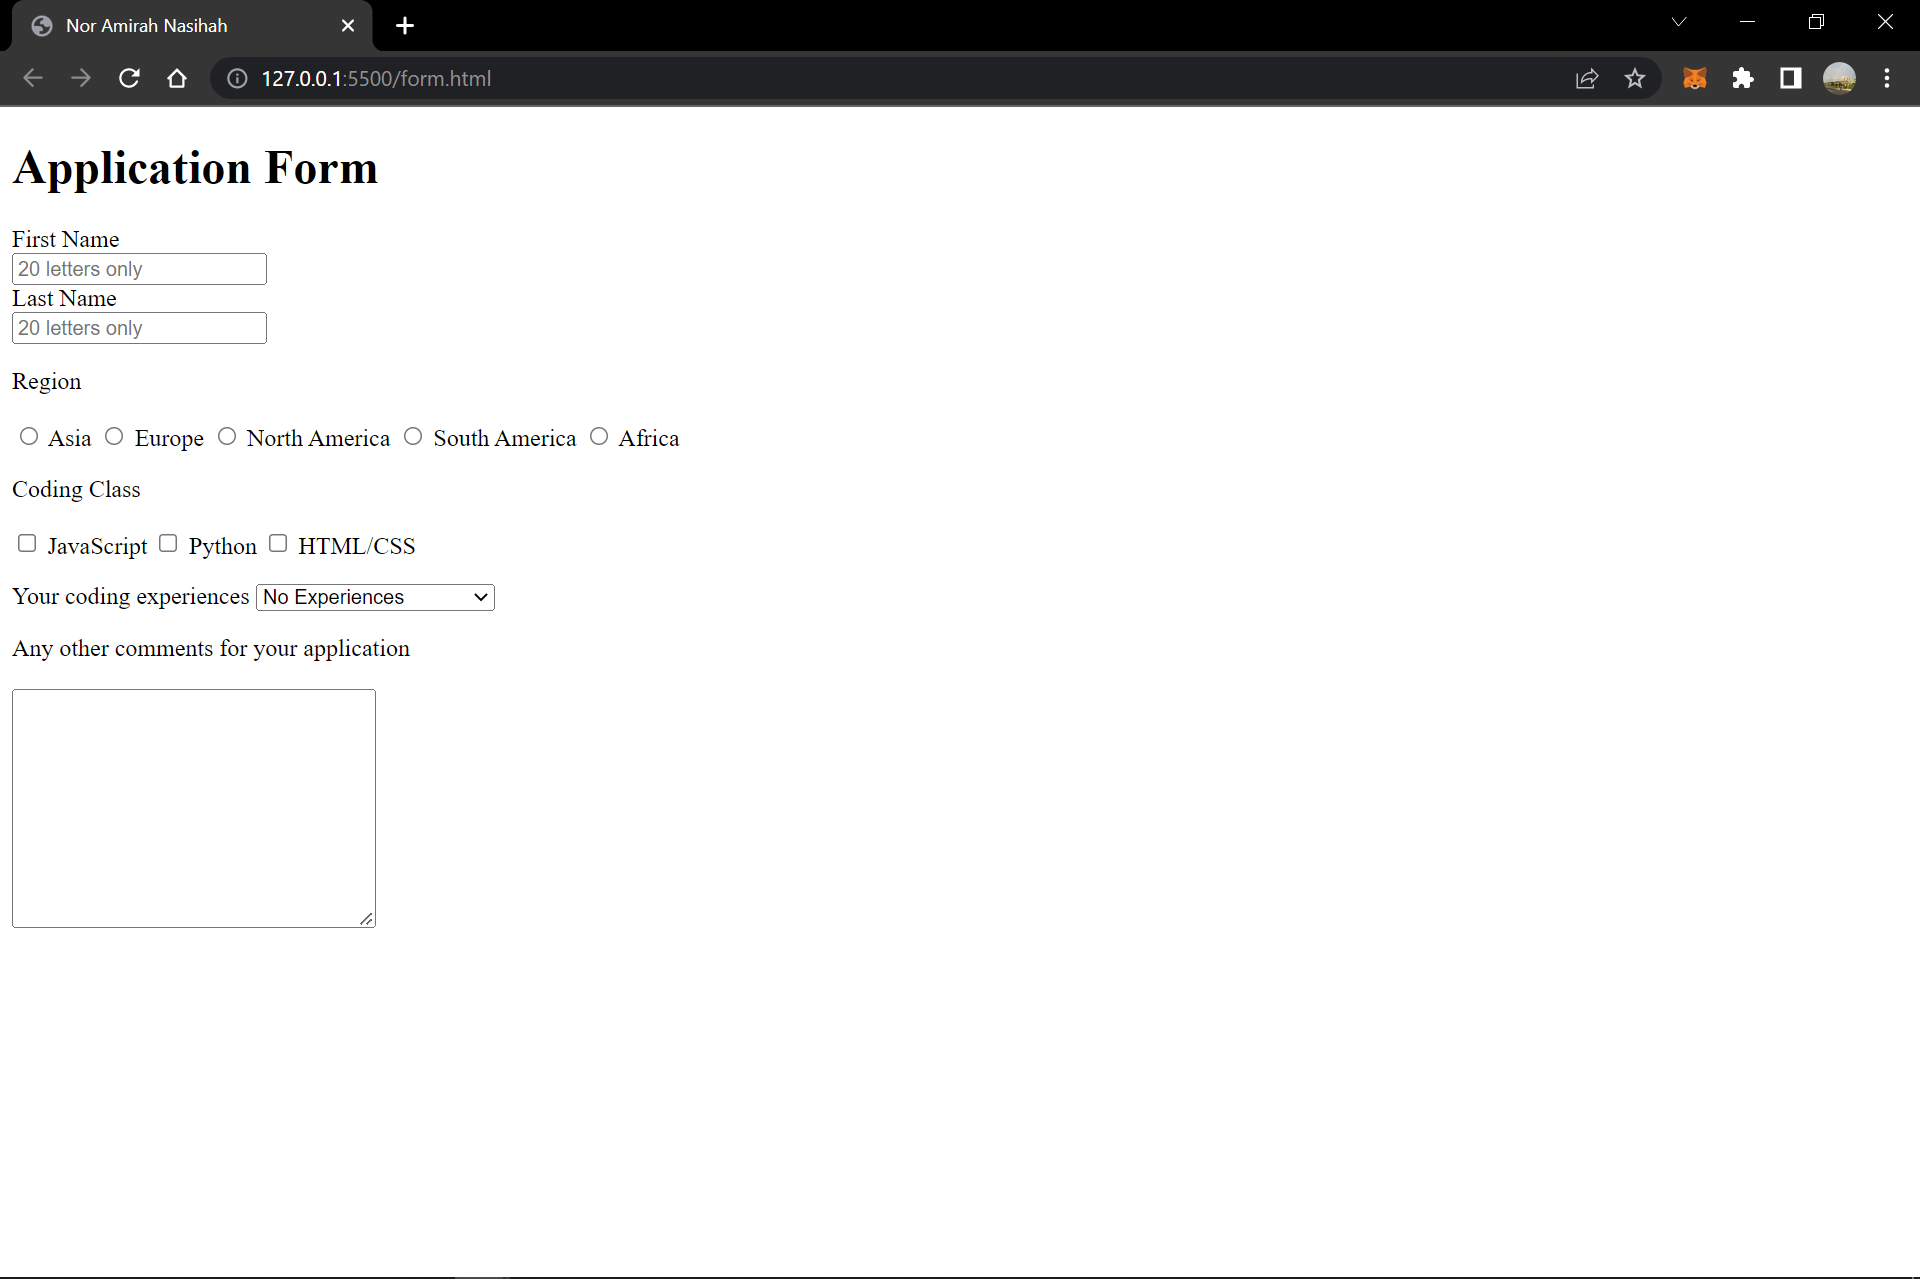 Nor Amirah Nasihah
127.0.0.1:5500/form.html
Application Form
First Name
20 letters only
Last Name
20 letters only
Region
Asia Europe North America South America Africa
Coding Class
JavaScript Python HTML/CSS
Your coding experiences No Experiences
Any other comments for your application